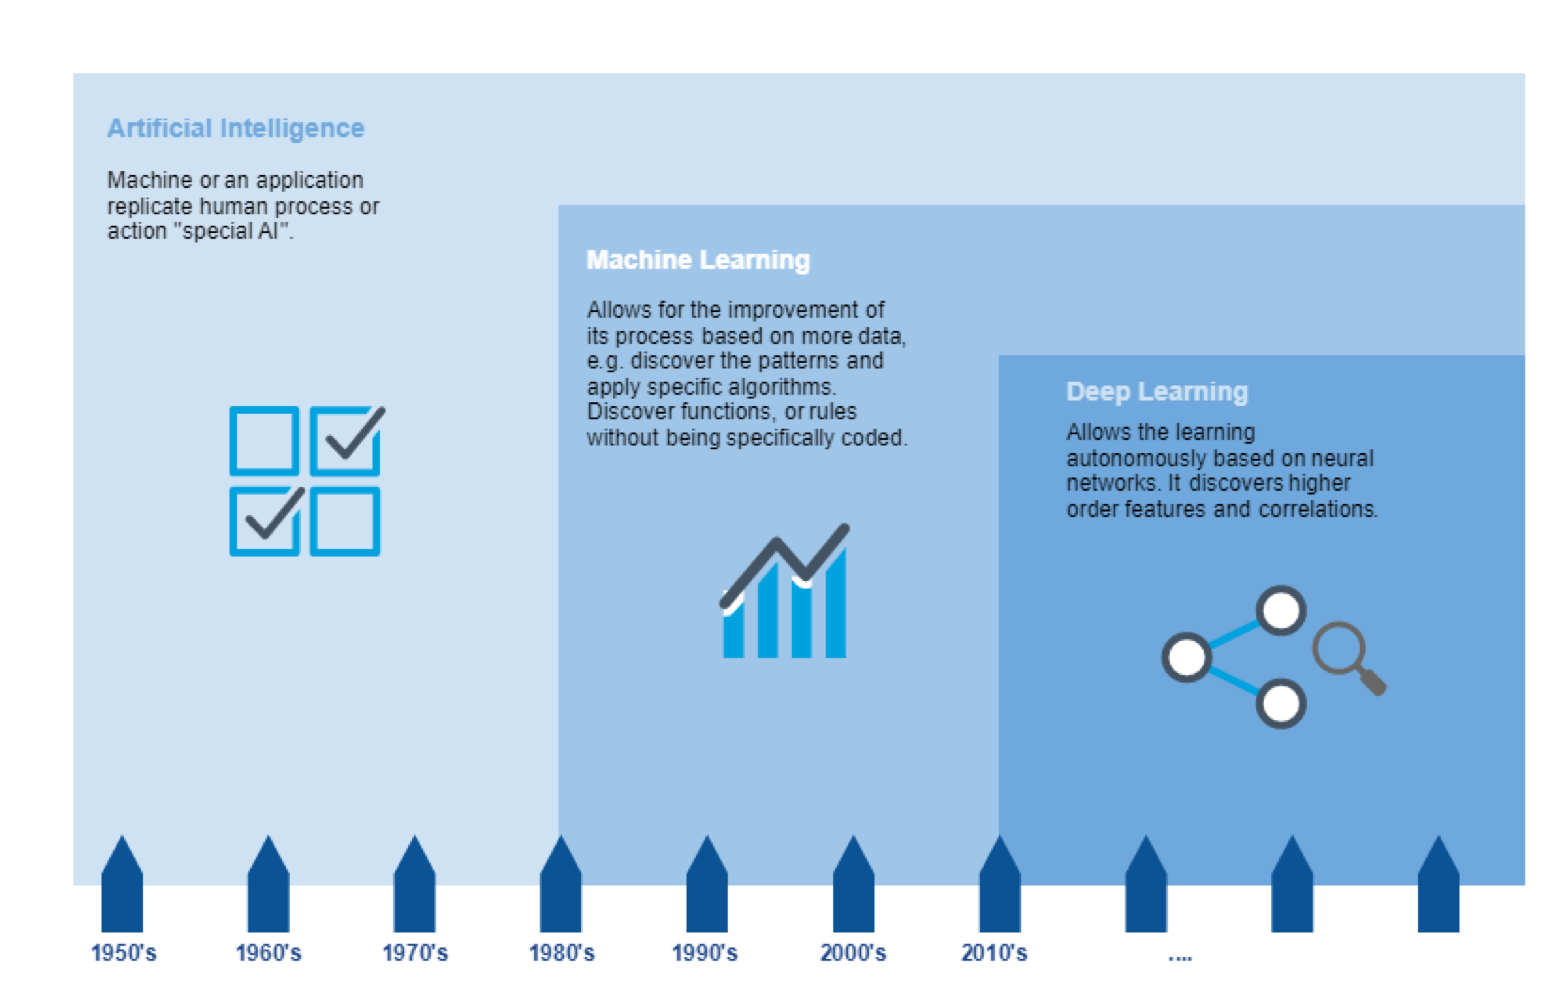 Artificial Intelligence
Machine or an application
replicate human process or
action "special AI".
Machine Learning
Allows for the improvement of
its process based on more data,
e.g. discover the patterns and
apply specific algorithms.
Discover functions, or rules
without being specifically coded.
Deep Learning
Allows the learning
autonomously based on neural
networks. It discovers higher
order features and correlations.
1950's 1960's 1970's 1980's 1990's 2000's 2010's ....